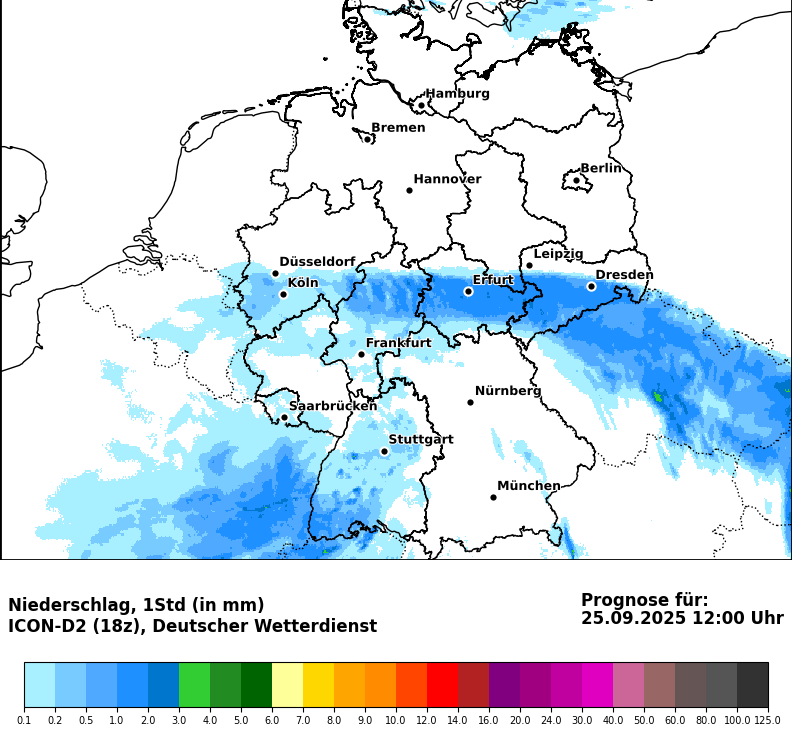 Hamburg
Bremen
Berlin
Hannover
Leipzig
Düsseldorf
Dresden
Köln
Erfurt
Frankfurt
Nürnberg
Saarbrücken
Stuttgart
München
Niederschlag, 1Std (in mm)
ICON-D2 (18z), Deutscher Wetterdienst
Prognose für:
25.09.2025 12:00 Uhr
0.1 0.2 0.5 1.0 2.0 3.0 4.0 5.0 6.0 7.0 8.0 9.0 10.0 12.0 14.0 16.0 20.0 24.0 30.0 40.0 50.0 60.0 80.0 100.0 125.0